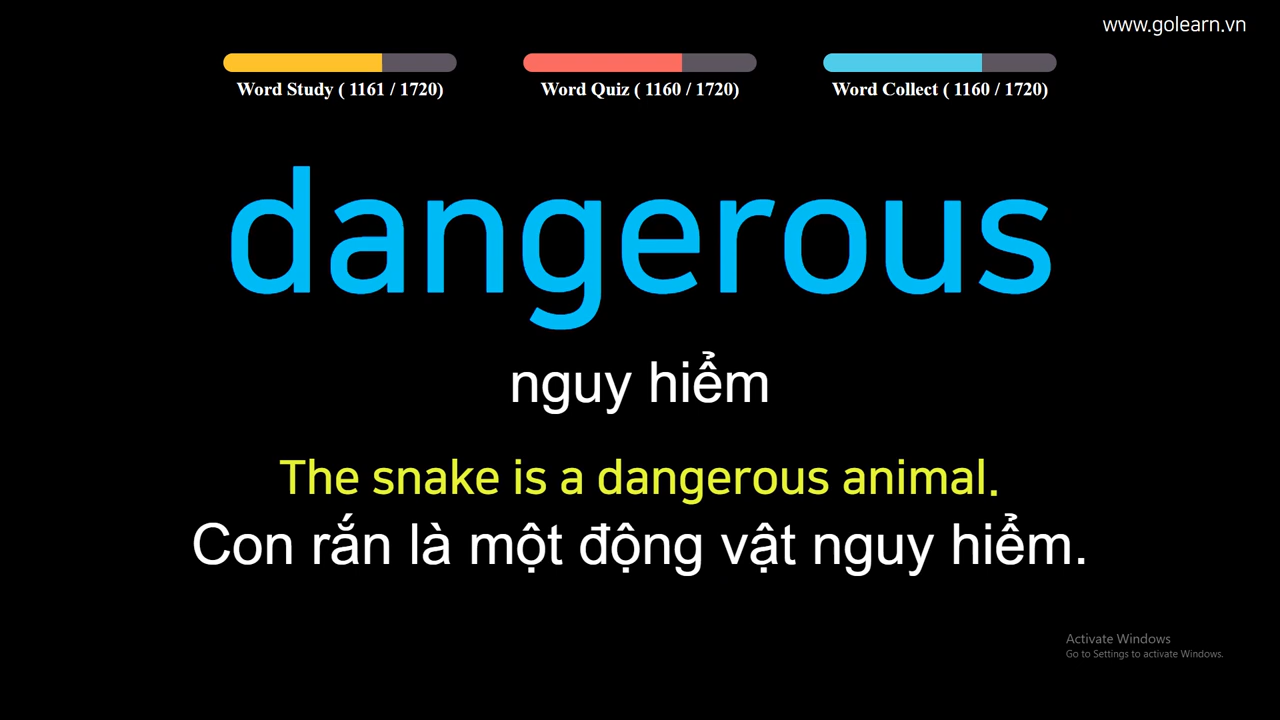 www.golearn.vn
Word Study ( 1161 / 1720)
Word Quiz ( 1160 / 1720)
Word Collect ( 1160 / 1720)
dangerous
nguy hiểm
The snake is a dangerous animal.
Con rắn là một động vật nguy hiểm.
Activate Windows
Go to Settings to activate Windows.